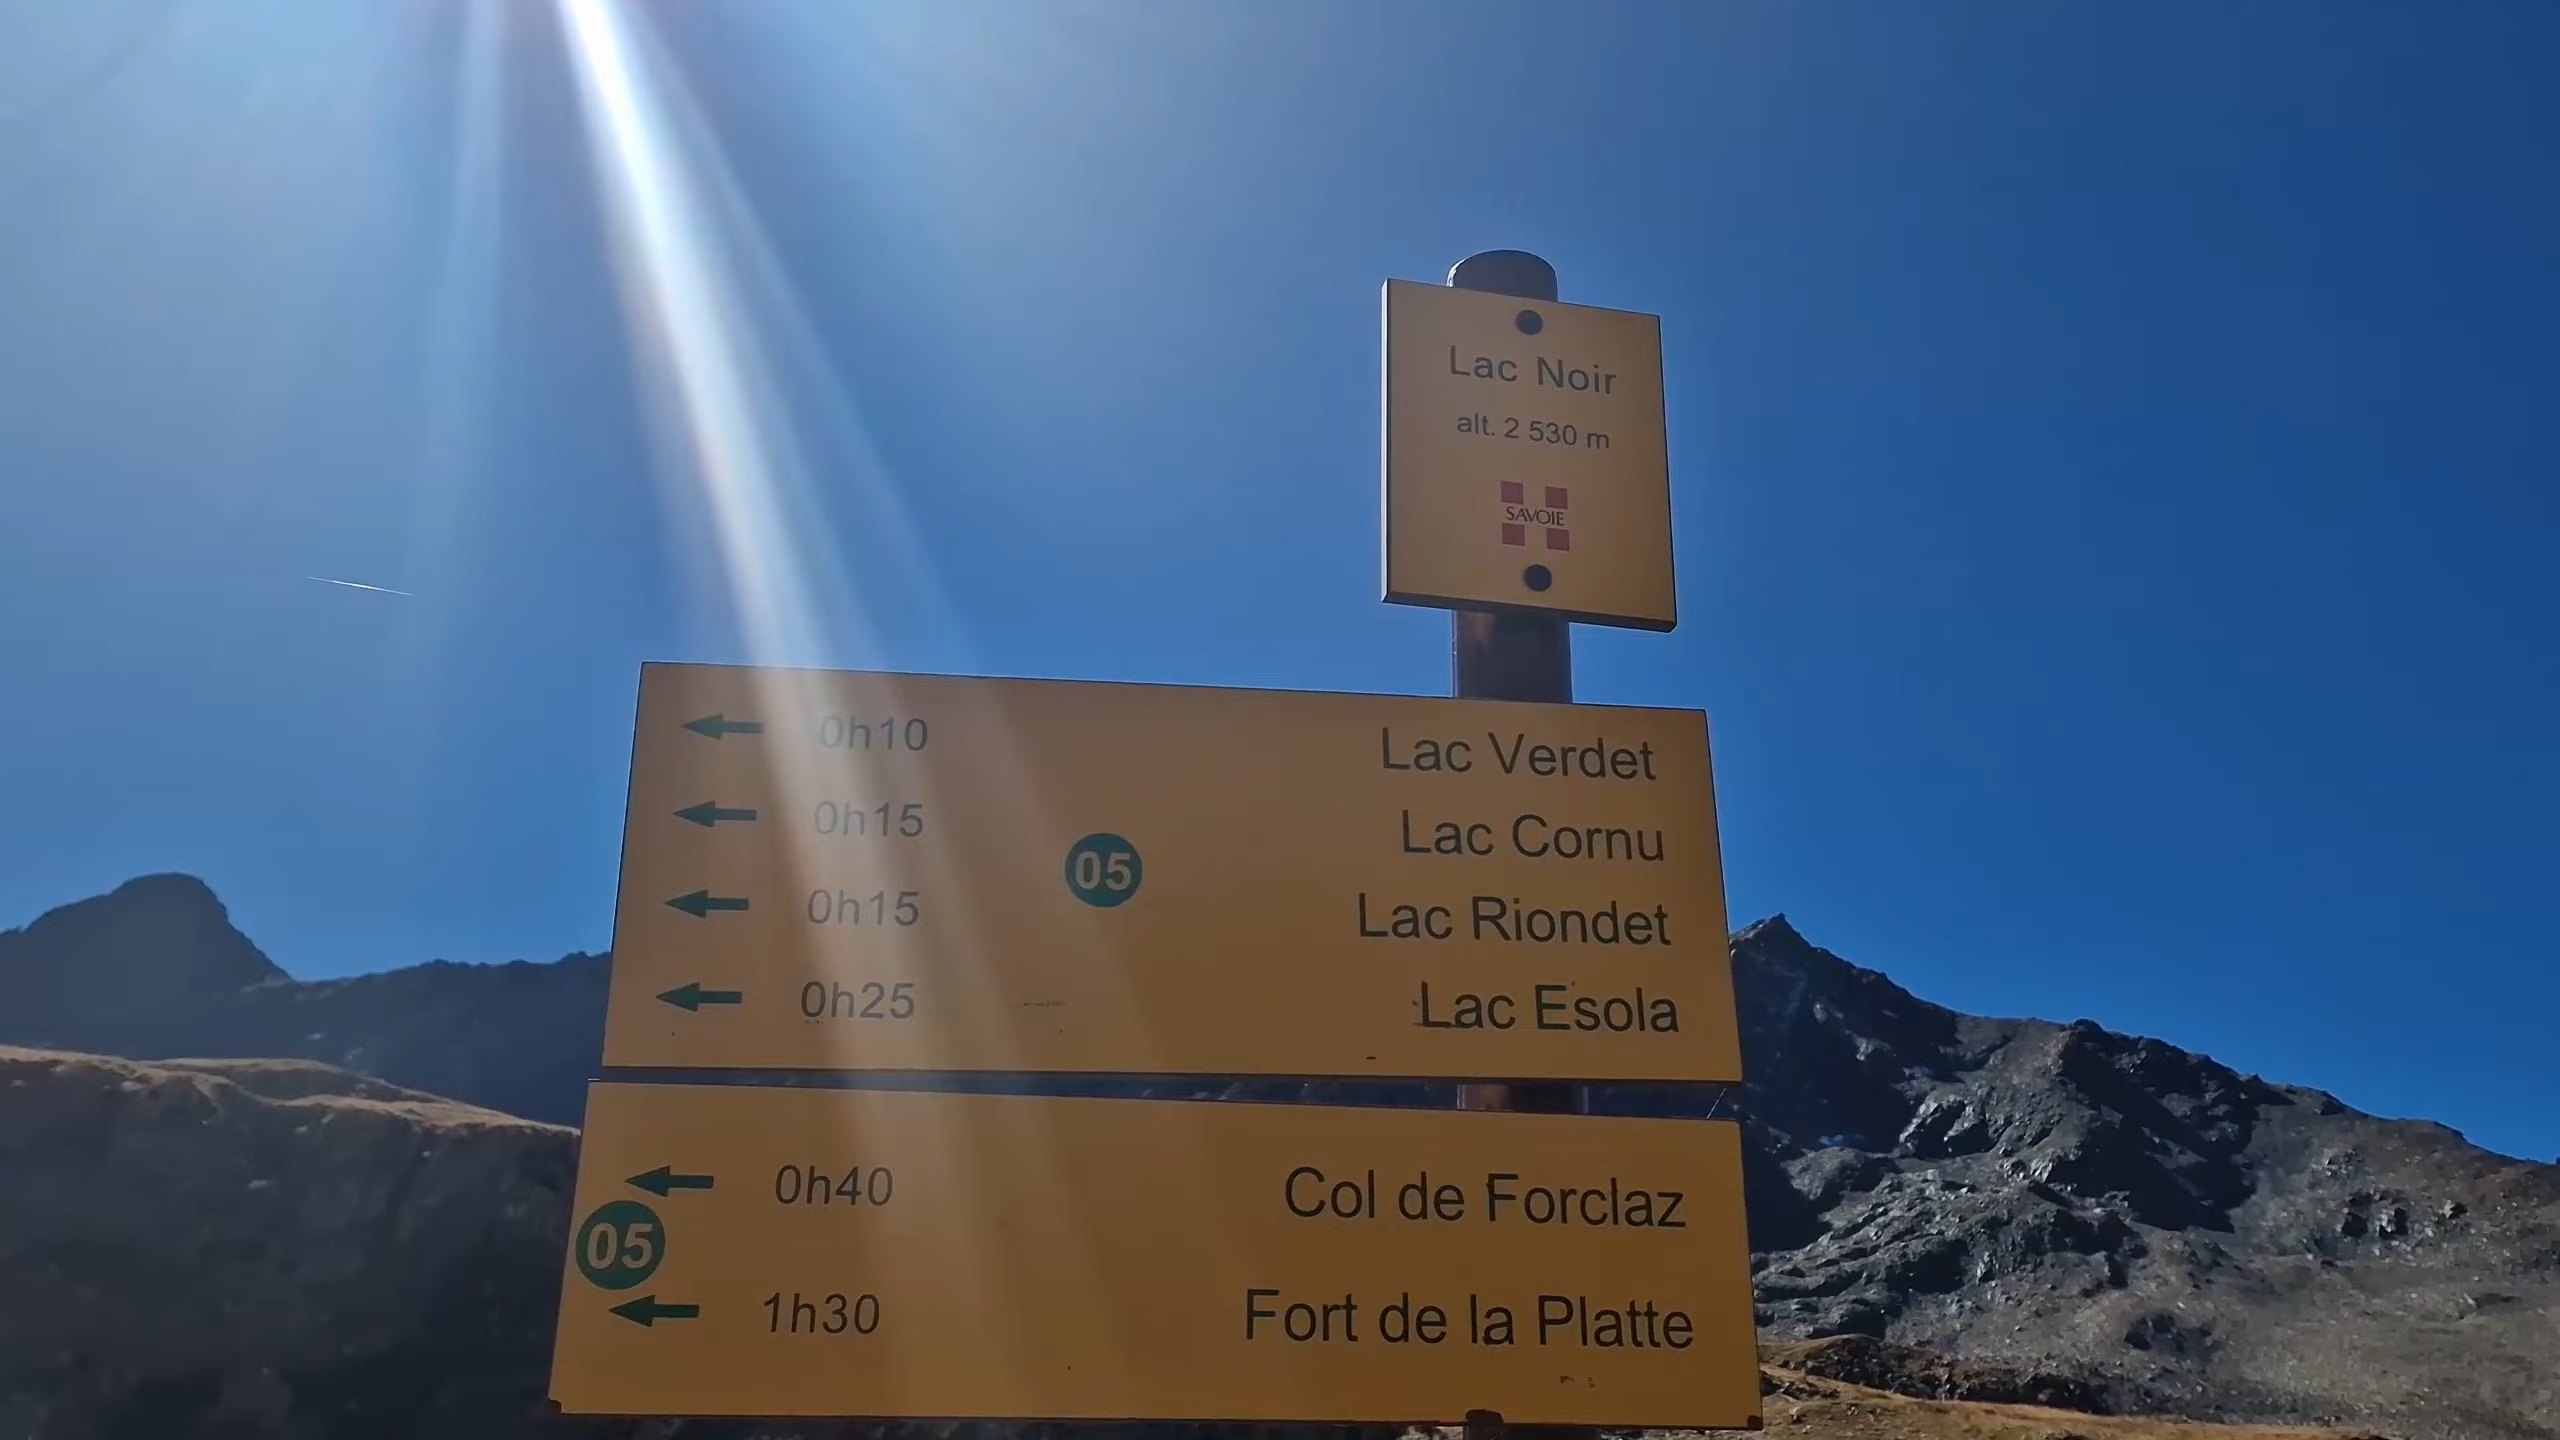 Lac Noir
alt. 2 530 m
SAVOIE
0h10 Lac Verdet
0h15 Lac Cornu
05
0h15 Lac Riondet
0h25 Lac Esola
0h40 Col de Forclaz
05
1h30 Fort de la Platte